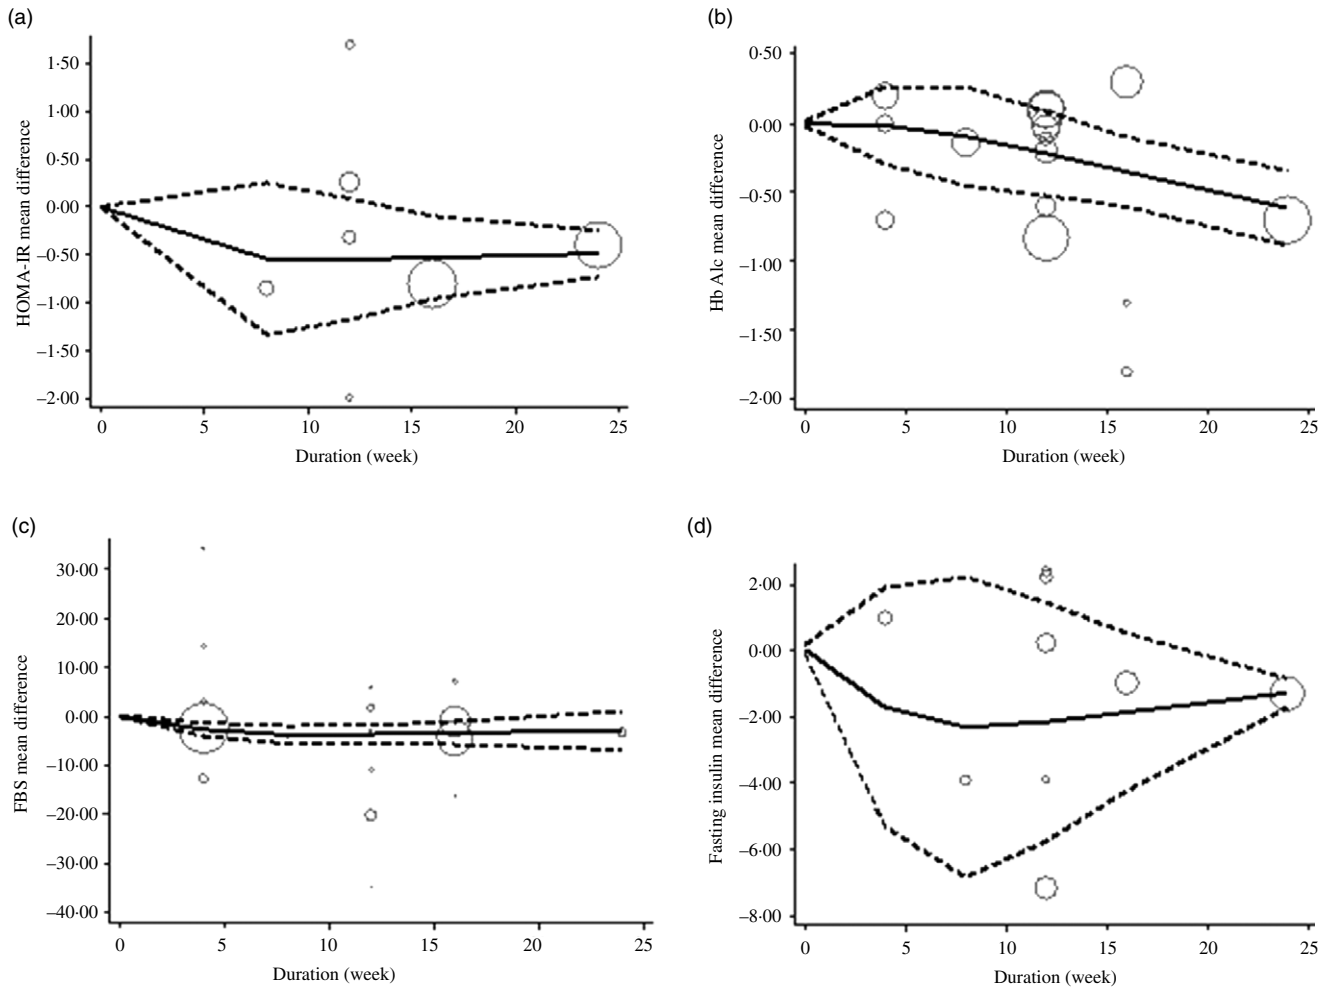 (a)
HOMA-IR mean difference
1·50
1·00
0·50
0·00
–0·50
–1·00
–1·50
–2·00
0 5 10 15 20 25
Duration (week)
(b)
Hb Alc mean difference
0·50
0·00
–0·50
–1·00
–1·50
–2·00
0 5 10 15 20 25
Duration (week)
(c)
FBS mean difference
30·00
20·00
10·00
0·00
–10·00
–20·00
–30·00
–40·00
0 5 10 15 20 25
Duration (week)
(d)
Fasting insulin mean difference
2·00
0·00
–2·00
–4·00
–6·00
–8·00
0 5 10 15 20 25
Duration (week)